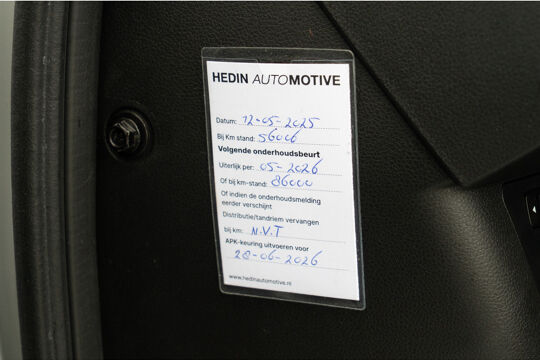 HEDIN AUTOMOTIVE
Datum: 12-05-2025
Bij Km stand: 56006
Volgende onderhoudsbeurt
Uiterlijk per: 05-2026
Of bij km-stand: 86000
Of indien de onderhoudsmelding
eerder verschijnt
Distributie/tandriem vervangen
bij km: N.V.T
APK-keuring uitvoeren voor
28-06-2026
www.hedinautomotive.nl